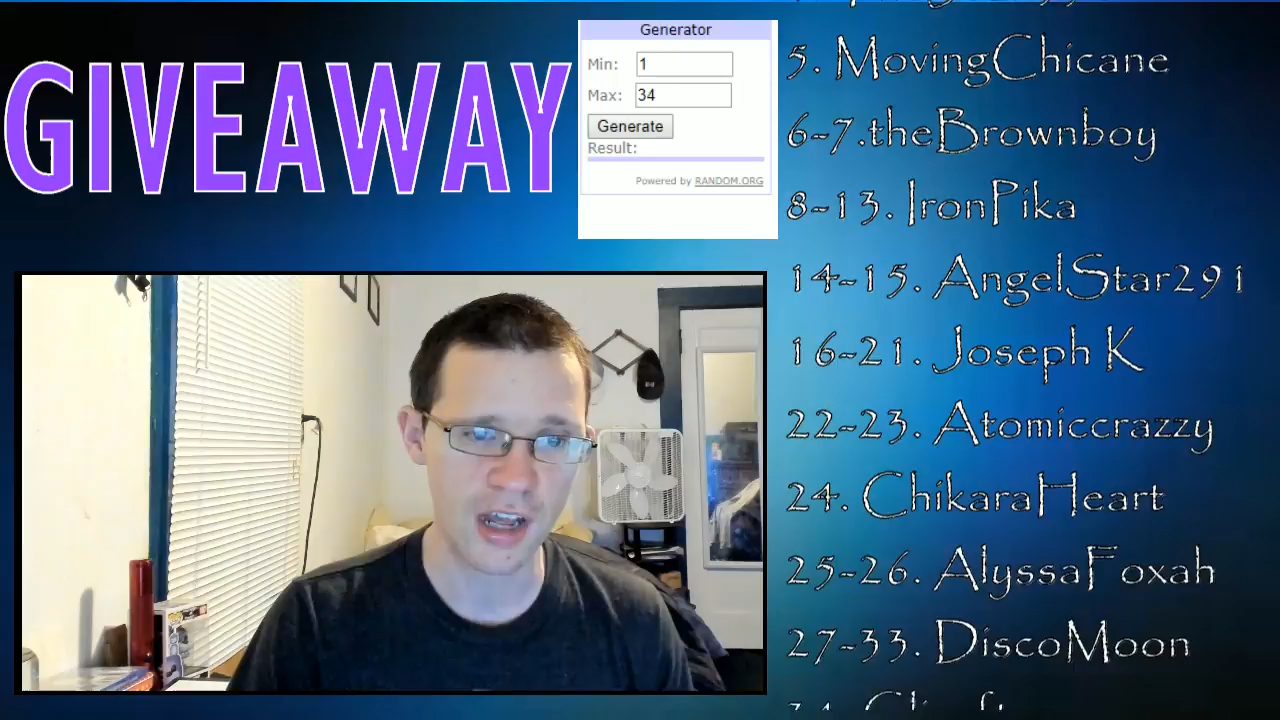 GIVEAWAY
Generator
Min: 1
Max: 34
Generate
Result:
Powered by RANDOM.ORG
5. MovingChicane
6-7.theBrownboy
8-13. IronPika
14-15. AngelStar291
16-21. Joseph K
22-23. Atomiccrazzy
24. ChikaraHeart
25-26. AlyssaFoxah
27-33. DiscoMoon